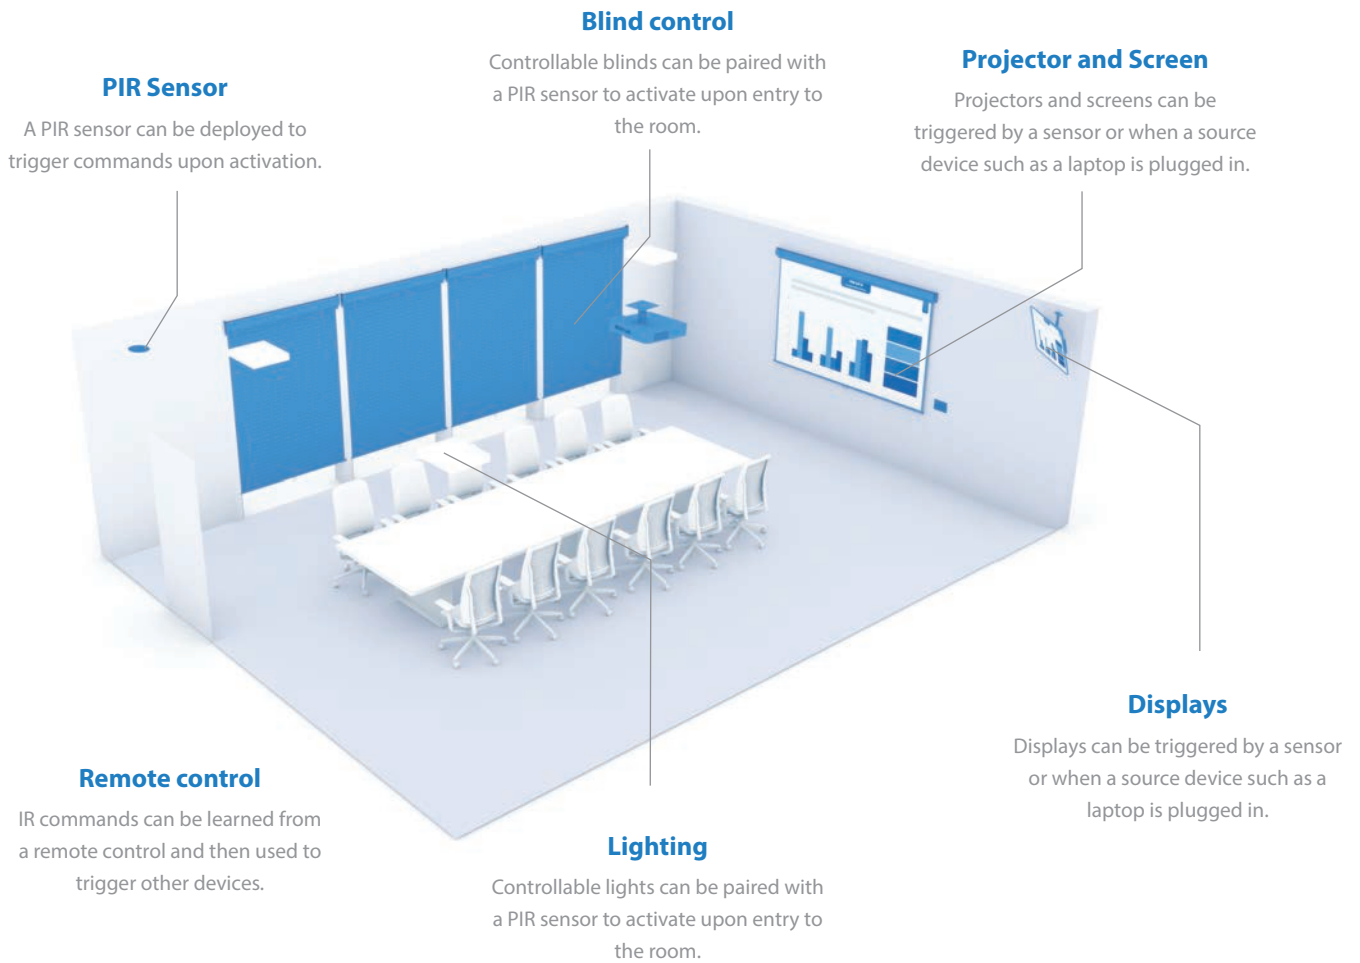 Blind control
Controllable blinds can be paired with
a PIR sensor to activate upon entry to
the room.
Projector and Screen
Projectors and screens can be
triggered by a sensor or when a source
device such as a laptop is plugged in.
PIR Sensor
A PIR sensor can be deployed to
trigger commands upon activation.
Displays
Displays can be triggered by a sensor
or when a source device such as a
laptop is plugged in.
Remote control
IR commands can be learned from
a remote control and then used to
trigger other devices.
Lighting
Controllable lights can be paired with
a PIR sensor to activate upon entry to
the room.